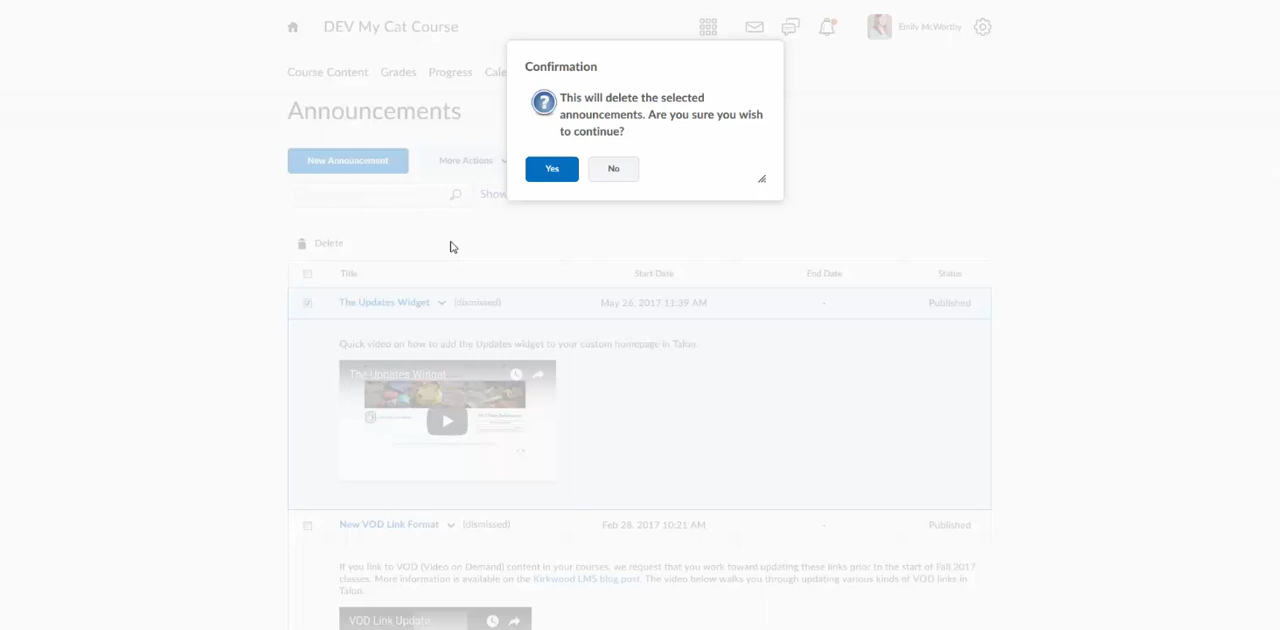 DEV My Cat Course
Emily McWorthy
Course Content Grades Progress Cale
Confirmation
This will delete the selected
announcements. Are you sure you wish
to continue?
Yes No
Announcements
New Announcement More Actions
Show
Delete
Title Start Date End Date Status
The Updates Widget (dismissed) May 26, 2017 11:39 AM - Published
Quick video on how to add the Updates widget to your custom homepage in Talon.
The Updates Widget
New VOD Link Format (dismissed) Feb 28, 2017 10:21 AM - Published
If you link to VOD (Video on Demand) content in your courses, we request that you work toward updating these links prior to the start of Fall 2017
classes. More information is available on the Kirkwood LMS blog post. The video below walks you through updating various kinds of VOD links in
Talon.
VOD Link Update